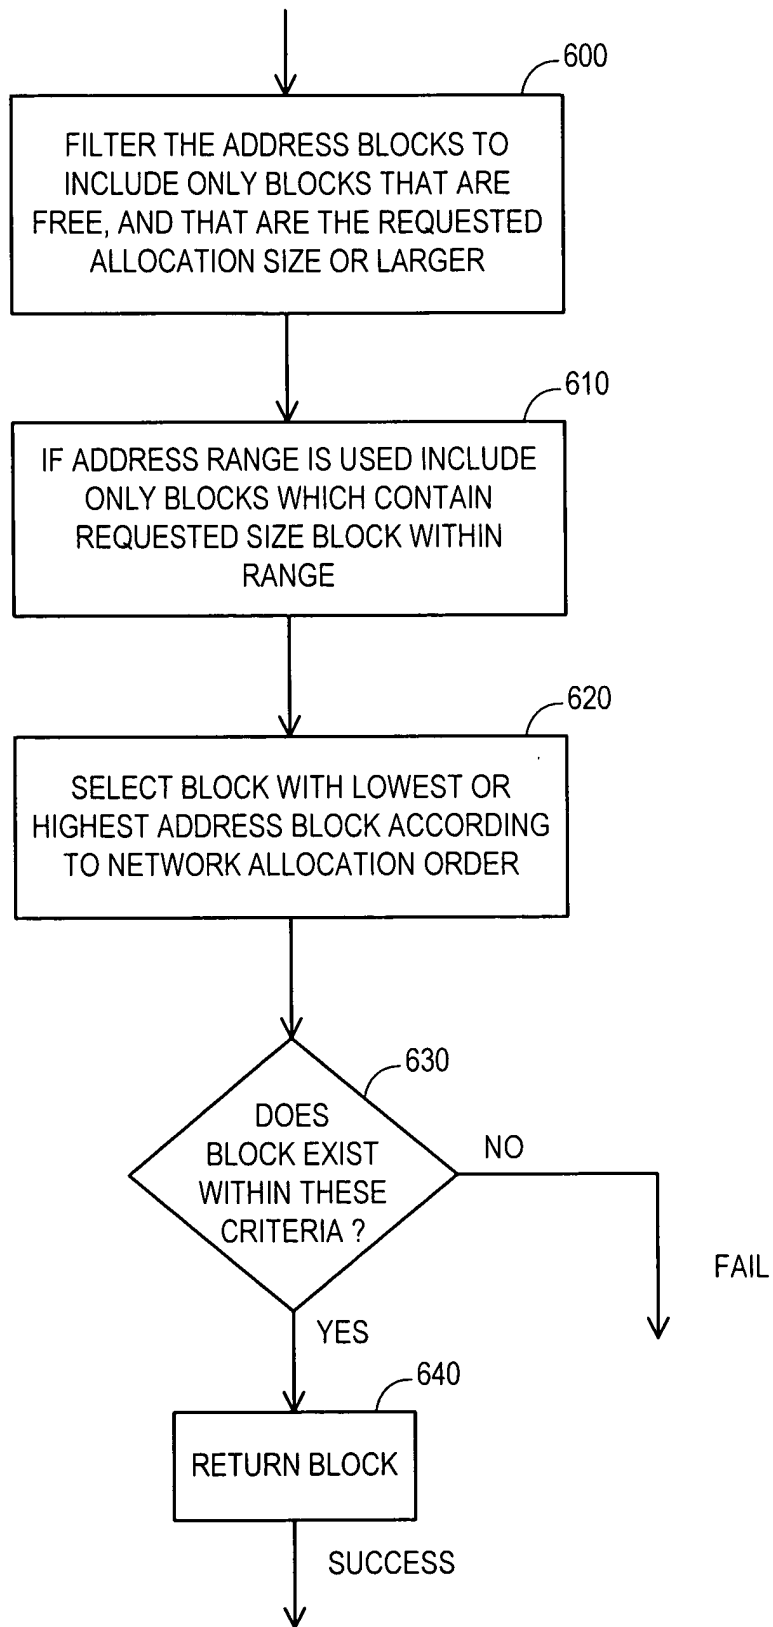 600
FILTER THE ADDRESS BLOCKS TO
INCLUDE ONLY BLOCKS THAT ARE
FREE, AND THAT ARE THE REQUESTED
ALLOCATION SIZE OR LARGER
610
IF ADDRESS RANGE IS USED INCLUDE
ONLY BLOCKS WHICH CONTAIN
REQUESTED SIZE BLOCK WITHIN
RANGE
620
SELECT BLOCK WITH LOWEST OR
HIGHEST ADDRESS BLOCK ACCORDING
TO NETWORK ALLOCATION ORDER
630
DOES
BLOCK EXIST
WITHIN THESE
CRITERIA ?
NO
FAIL
YES
640
RETURN BLOCK
SUCCESS